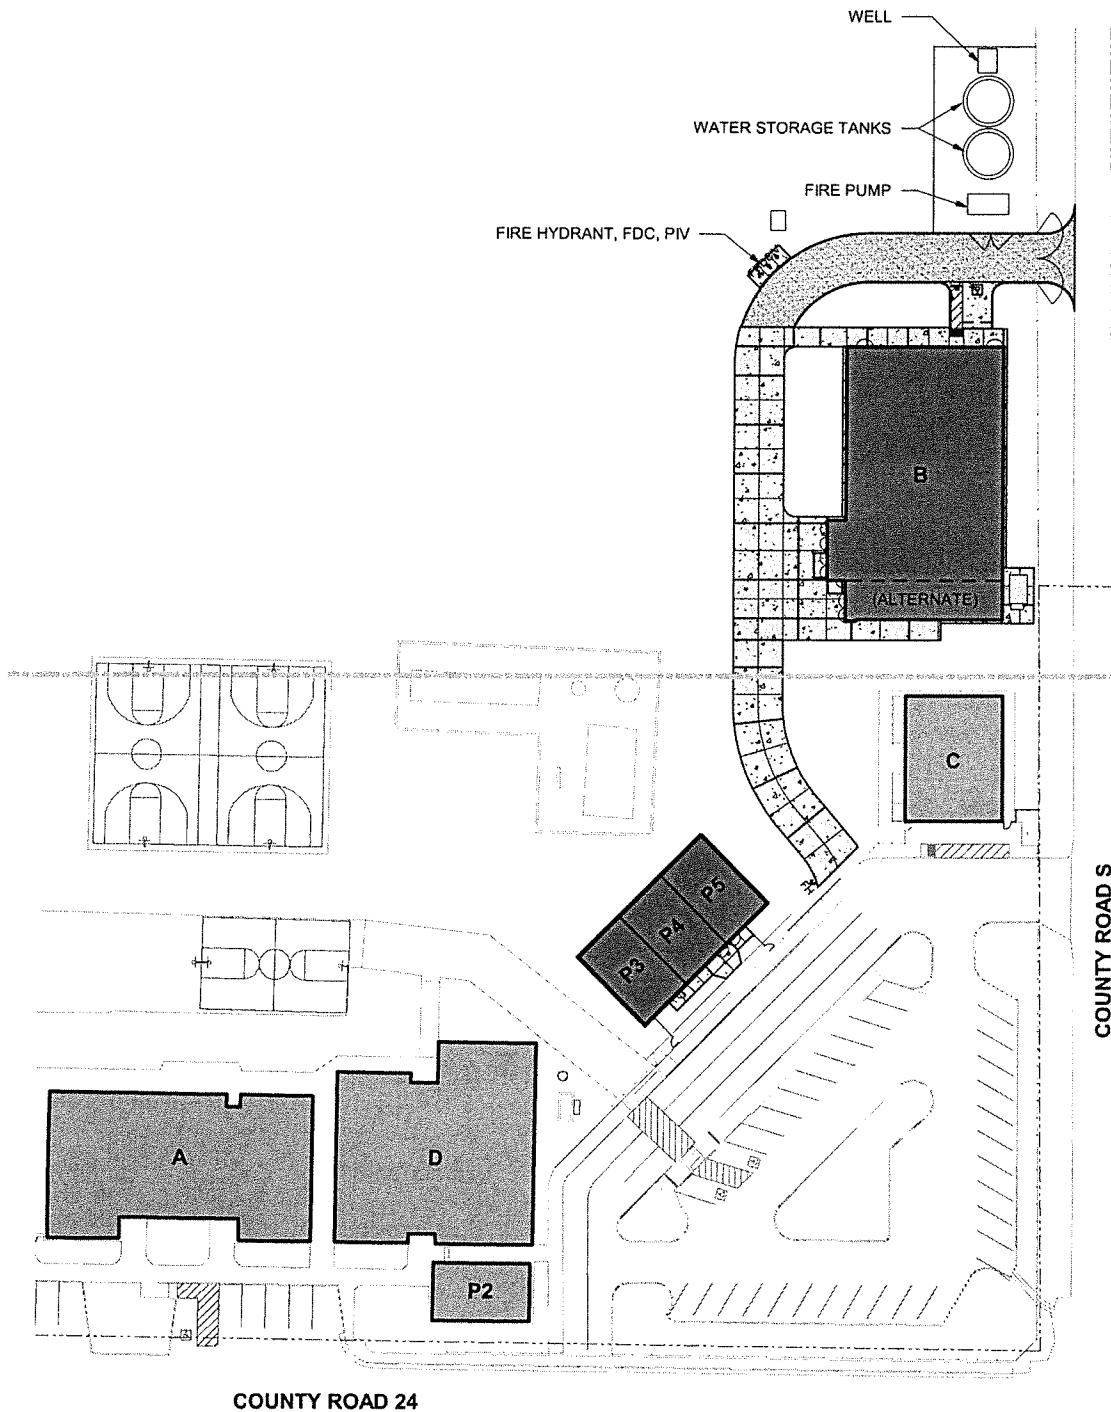 WELL
WATER STORAGE TANKS
FIRE PUMP
FIRE HYDRANT, FDC, PIV
B
(ALTERNATE)
C
P5
P4
P3
COUNTY ROAD S
A
D
P2
COUNTY ROAD 24